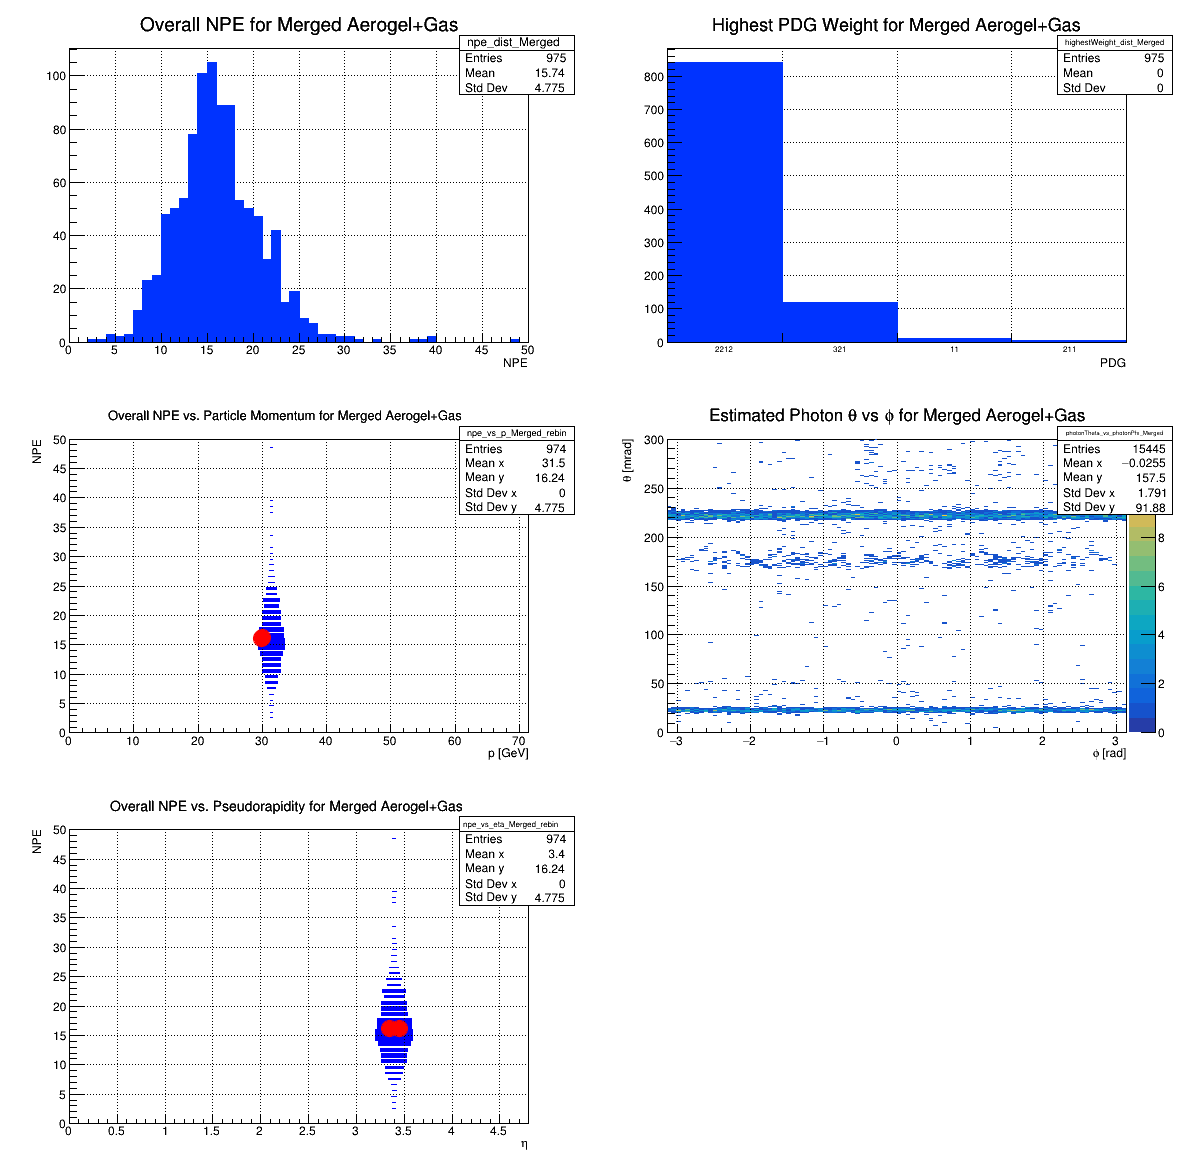 Overall NPE for Merged Aerogel+Gas
npe_dist_Merged
Entries 975
Mean 15.74
Std Dev 4.775
100
80
60
40
20
0
0 5 10 15 20 25 30 35 40 45 50
NPE
Highest PDG Weight for Merged Aerogel+Gas
highestWeight_dist_Merged
Entries 975
Mean 0
Std Dev 0
800
700
600
500
400
300
200
100
0
2212 321 11 211
PDG
Overall NPE vs. Particle Momentum for Merged Aerogel+Gas
npe_vs_p_Merged_rebin
Entries 974
Mean x 31.5
Mean y 16.24
Std Dev x 0
Std Dev y 4.775
NPE
50
45
40
35
30
25
20
15
10
5
0
0 10 20 30 40 50 60 70
p [GeV]
Estimated Photon θ vs ϕ for Merged Aerogel+Gas
photonTheta_vs_photonPhi_Merged
Entries 15445
Mean x −0.0255
Mean y 157.5
Std Dev x 1.791
Std Dev y 91.88
θ [mrad]
300
250
200
150
100
50
0
−3 −2 −1 0 1 2 3
ϕ [rad]
8
6
4
2
0
Overall NPE vs. Pseudorapidity for Merged Aerogel+Gas
npe_vs_eta_Merged_rebin
Entries 974
Mean x 3.4
Mean y 16.24
Std Dev x 0
Std Dev y 4.775
NPE
50
45
40
35
30
25
20
15
10
5
0
0 0.5 1 1.5 2 2.5 3 3.5 4 4.5
η